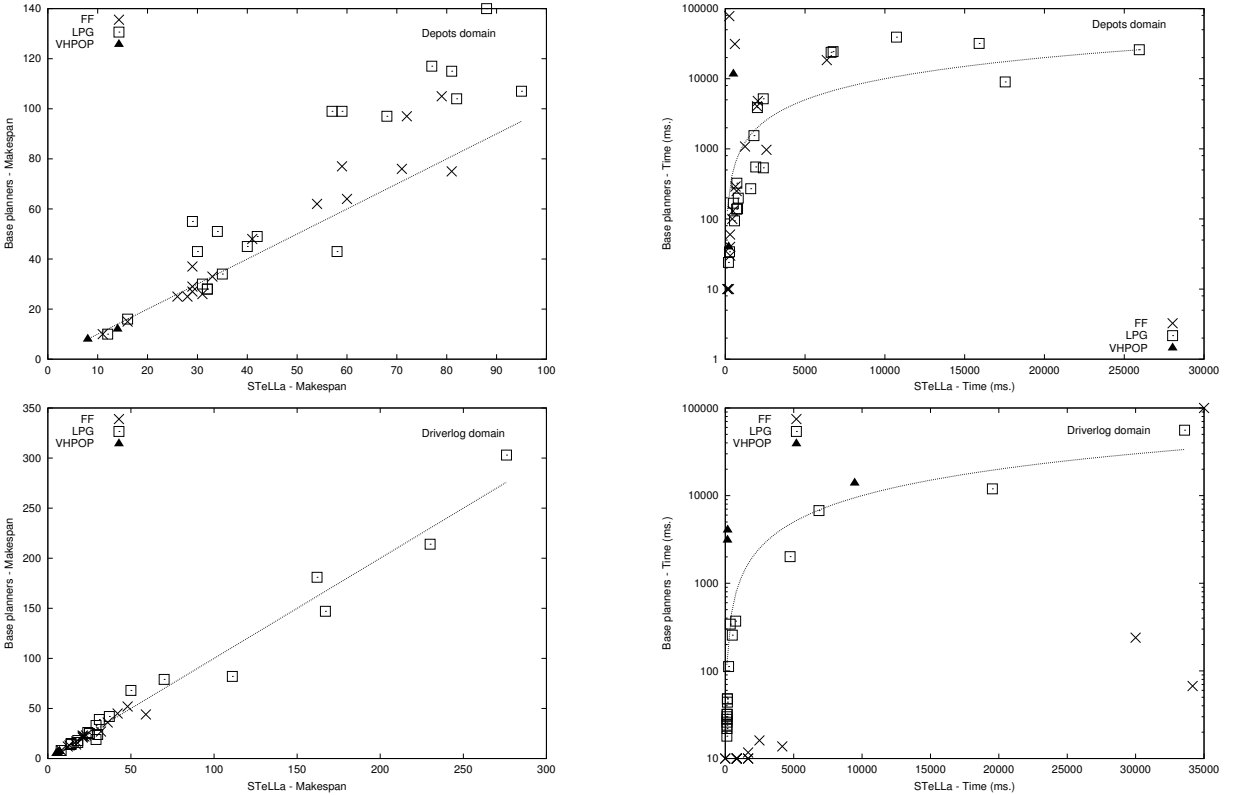 140
120
100
80
60
40
20
0
0 10 20 30 40 50 60 70 80 90 100
Base planners - Makespan
STeLLa - Makespan
FF
LPG
VHPOP
Depots domain
100000
10000
1000
100
10
1
0 5000 10000 15000 20000 25000 30000
Base planners - Time (ms.)
STeLLa - Time (ms.)
Depots domain
FF
LPG
VHPOP
350
300
250
200
150
100
50
0
0 50 100 150 200 250 300
Base planners - Makespan
STeLLa - Makespan
FF
LPG
VHPOP
Driverlog domain
100000
10000
1000
100
10
0 5000 10000 15000 20000 25000 30000 35000
Base planners - Time (ms.)
STeLLa - Time (ms.)
FF
LPG
VHPOP
Driverlog domain